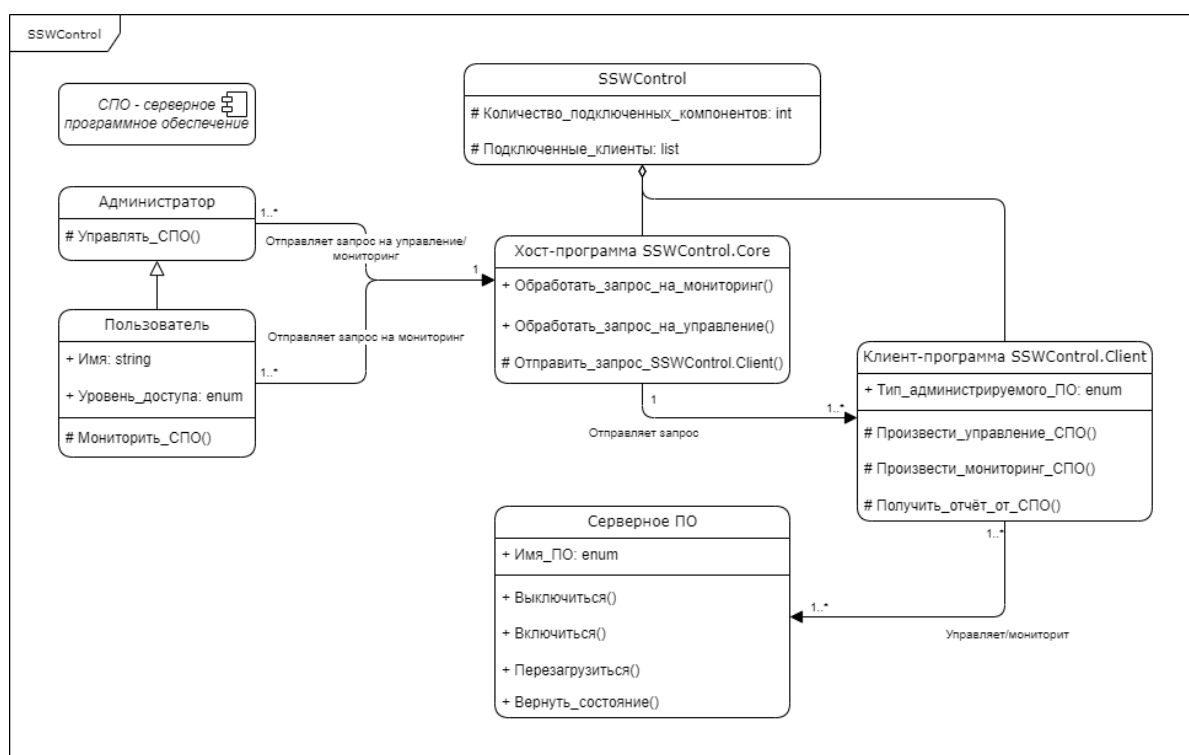 SSWControl
СПО - серверное
программное обеспечение
SSWControl
# Количество_подключенных_компонентов: int
# Подключенные_клиенты: list
Администратор
# Управлять_СПО()
1..*
Отправляет запрос на управление/
мониторинг
1
Пользователь
+ Имя: string
+ Уровень_доступа: enum
# Мониторить_СПО()
Отправляет запрос на мониторинг
1..*
Хост-программа SSWControl.Core
+ Обработать_запрос_на_мониторинг()
+ Обработать_запрос_на_управление()
# Отправить_запрос_SSWControl.Client()
1
1..*
Отправляет запрос
Клиент-программа SSWControl.Client
+ Тип_администрируемого_ПО: enum
# Произвести_управление_СПО()
# Произвести_мониторинг_СПО()
# Получить_отчёт_от_СПО()
1..*
1..*
Управляет/мониторит
Серверное ПО
+ Имя_ПО: enum
+ Выключиться()
+ Включиться()
+ Перезагрузиться()
+ Вернуть_состояние()